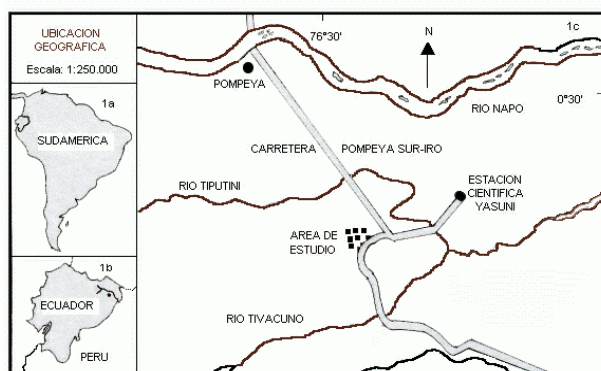 UBICACION
GEOGRAFICA
Escala: 1:250.000
1a
SUDAMERICA
1b
ECUADOR
PERU
76°30'
N
1c
POMPEYA
RIO NAPO
0°30'
CARRETERA POMPEYA SUR-IRO
RIO TIPUTINI
ESTACION
CIENTIFICA
YASUNI
AREA DE
ESTUDIO
RIO TIVACUNO